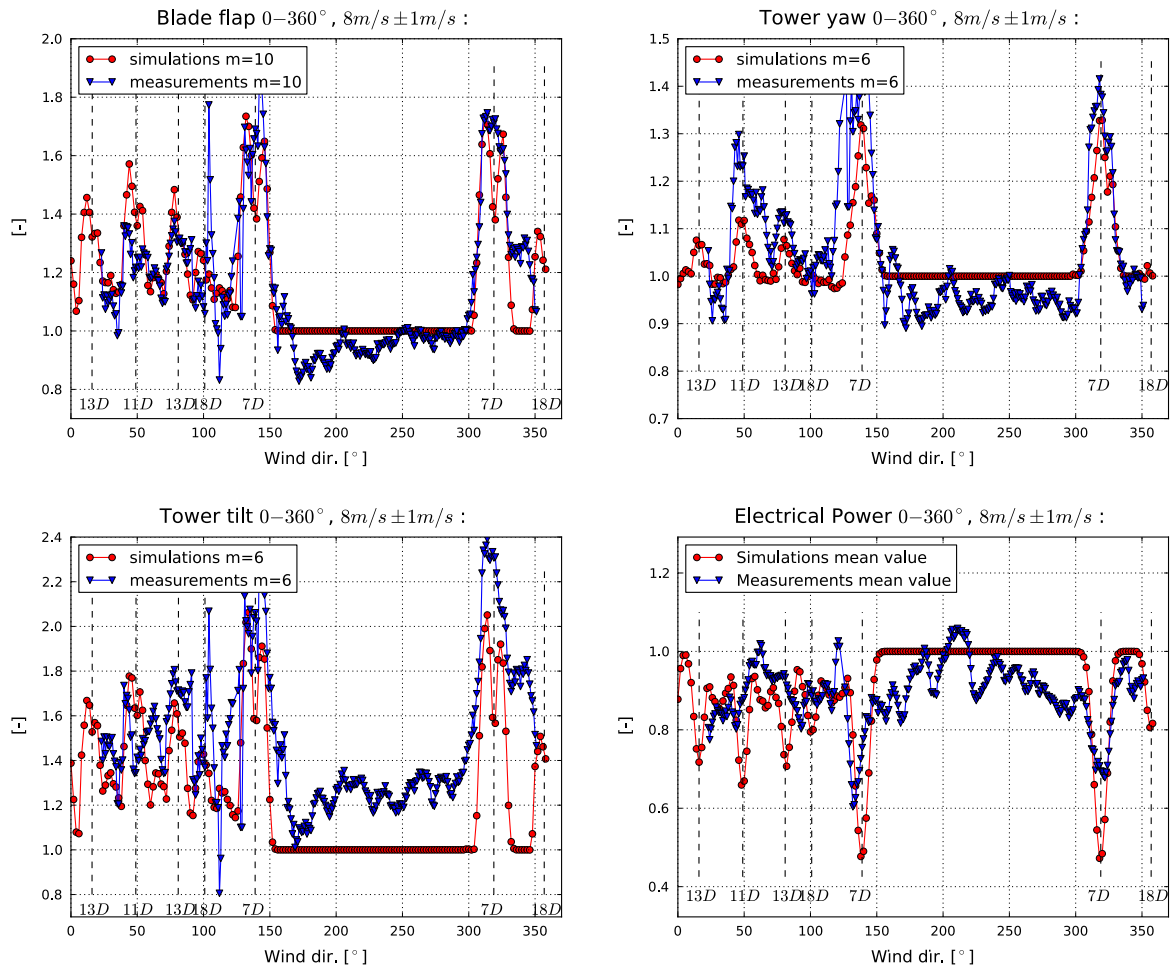 Blade flap 0−360°, 8m/s±1m/s :
2.0
1.8
1.6
1.4
1.2
1.0
0.8
[-]
simulations m=10
measurements m=10
13D 11D 13D 18D 7D 7D 18D
0 50 100 150 200 250 300 350
Wind dir. [°]
Tower yaw 0−360°, 8m/s±1m/s :
1.5
1.4
1.3
1.2
1.1
1.0
0.9
0.8
0.7
[-]
simulations m=6
measurements m=6
13D 11D 13D 18D 7D 7D 18D
0 50 100 150 200 250 300 350
Wind dir. [°]
Tower tilt 0−360°, 8m/s±1m/s :
2.4
2.2
2.0
1.8
1.6
1.4
1.2
1.0
0.8
[-]
simulations m=6
measurements m=6
13D 11D 13D 18D 7D 7D 18D
0 50 100 150 200 250 300 350
Wind dir. [°]
Electrical Power 0−360°, 8m/s±1m/s :
1.2
1.0
0.8
0.6
0.4
[-]
Simulations mean value
Measurements mean value
13D 11D 13D 18D 7D 7D 18D
0 50 100 150 200 250 300 350
Wind dir. [°]